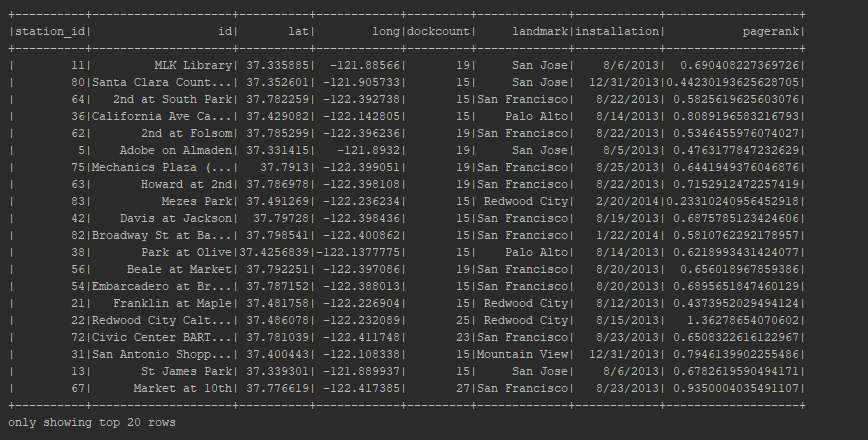 +----------+--------------------+----------+------------+---------+-------------+------------+-------------------+
|station_id|                  id|       lat|        long|dockcount|     landmark|installation|           pagerank|
+----------+--------------------+----------+------------+---------+-------------+------------+-------------------+
|        11|         MLK Library| 37.335885|  -121.88566|       19|     San Jose|    8/6/2013|  0.690408227369726|
|        80|Santa Clara Count...| 37.352601| -121.905733|       15|     San Jose|  12/31/2013|0.44230193625628705|
|        64|   2nd at South Park| 37.782259| -122.392738|       15|San Francisco|   8/22/2013| 0.5825619625603076|
|        36|California Ave Ca...| 37.429082| -122.142805|       15|    Palo Alto|   8/14/2013| 0.8089196583216793|
|        62|       2nd at Folsom| 37.785299| -122.396236|       19|San Francisco|   8/22/2013| 0.5346455976074027|
|         5|    Adobe on Almaden| 37.331415|   -121.8932|       19|     San Jose|    8/5/2013| 0.4763177847232629|
|        75|Mechanics Plaza (...|   37.7913| -122.399051|       19|San Francisco|   8/25/2013| 0.6441949376046876|
|        63|       Howard at 2nd| 37.786978| -122.398108|       19|San Francisco|   8/22/2013| 0.7152912472257419|
|        83|          Mezes Park| 37.491269| -122.236234|       15| Redwood City|   2/20/2014|0.23310240956452918|
|        42|    Davis at Jackson|  37.79728| -122.398436|       15|San Francisco|   8/19/2013| 0.6875785123424606|
|        82|Broadway St at Ba...| 37.798541| -122.400862|       15|San Francisco|   1/22/2014| 0.5810762292178957|
|        38|       Park at Olive|37.4256839|-122.1377775|       15|    Palo Alto|   8/14/2013| 0.6218993431424077|
|        56|     Beale at Market| 37.792251| -122.397086|       19|San Francisco|   8/20/2013|  0.656018967859386|
|        54|Embarcadero at Br...| 37.787152| -122.388013|       15|San Francisco|   8/20/2013| 0.6895651847460129|
|        21|   Franklin at Maple| 37.481758| -122.226904|       15| Redwood City|   8/12/2013| 0.4373952029494124|
|        22|Redwood City Calt...| 37.486078| -122.232089|       25| Redwood City|   8/15/2013|   1.36278654070602|
|        72|Civic Center BART...| 37.781039| -122.411748|       23|San Francisco|   8/23/2013| 0.6508322616122967|
|        31|San Antonio Shopp...| 37.400443| -122.108338|       15|Mountain View|  12/31/2013| 0.7946139902255486|
|        13|       St James Park| 37.339301| -121.889937|       15|     San Jose|    8/6/2013| 0.6782619590494171|
|        67|      Market at 10th| 37.776619| -122.417385|       27|San Francisco|   8/23/2013| 0.9350004035491107|
+----------+--------------------+----------+------------+---------+-------------+------------+-------------------+
only showing top 20 rows